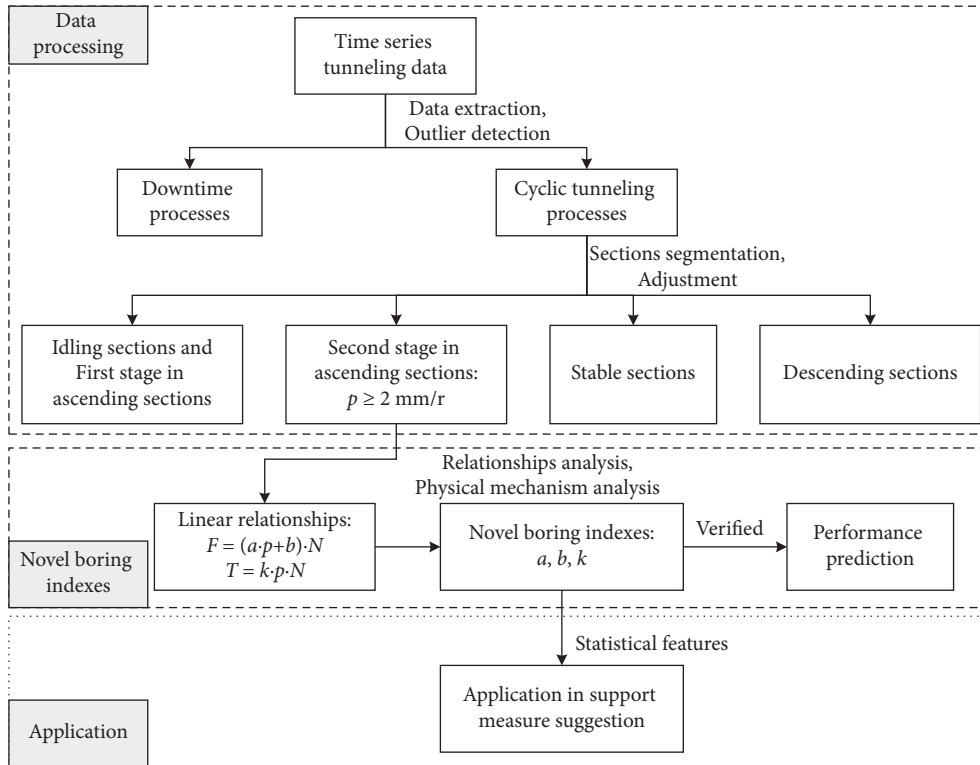 Data
processing
Time series
tunneling data
Data extraction,
Outlier detection
Downtime
processes
Cyclic tunneling
processes
Sections segmentation,
Adjustment
Idling sections and
First stage in
ascending sections
Second stage in
ascending sections:
p ≥ 2 mm/r
Stable sections
Descending sections
Relationships analysis,
Physical mechanism analysis
Linear relationships:
F = (a·p+b)·N
T = k·p·N
Novel boring indexes:
a, b, k
Verified
Performance
prediction
Novel boring
indexes
Statistical features
Application in support
measure suggestion
Application